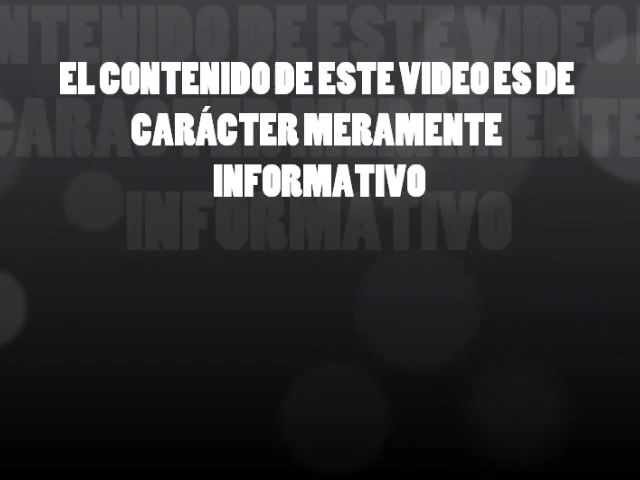 EL CONTENIDO DE ESTE VIDEO ES DE
CARÁCTER MERAMENTE
INFORMATIVO